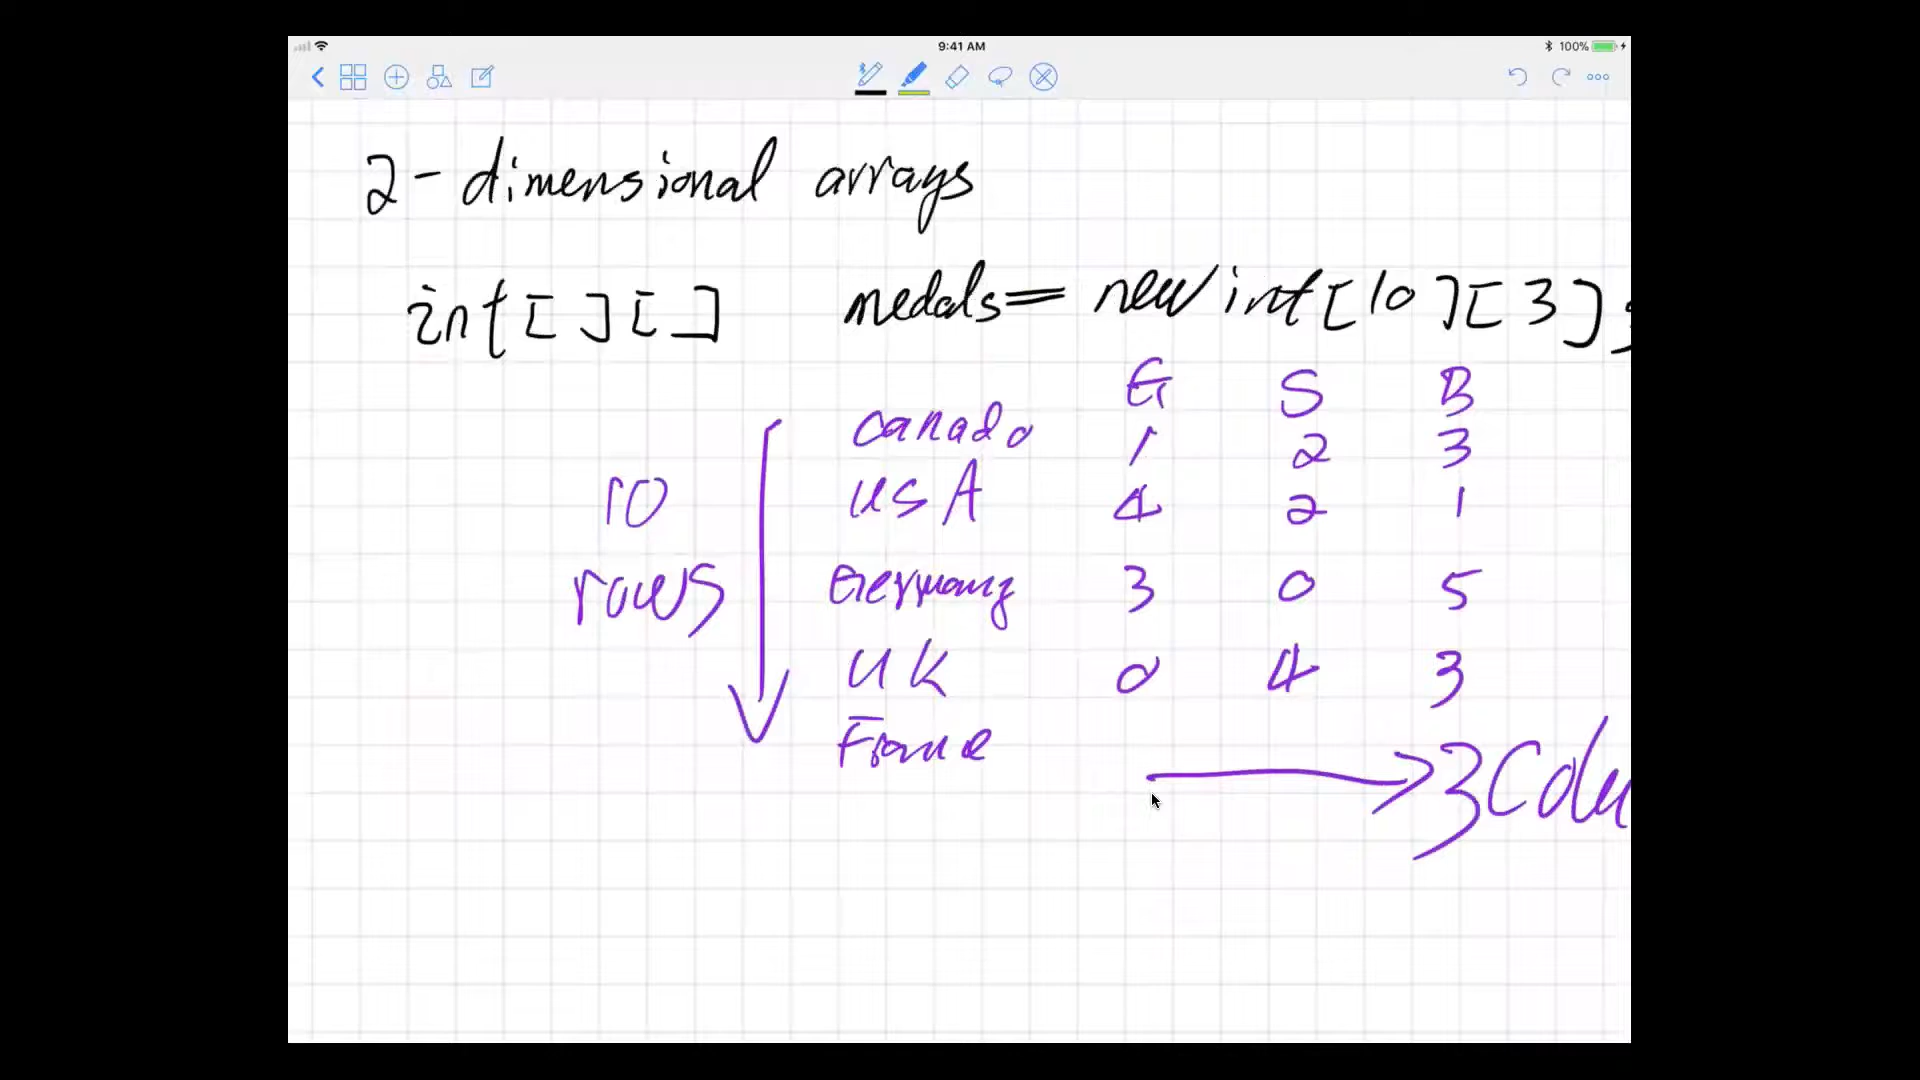 9:41 AM
100%
2-dimensional arrays
int[][] medals = new int[10][3];
G S B
Canada 1 2 3
USA 4 2 1
10
rows
Germany 3 0 5
UK 0 4 3
France
3 Colu